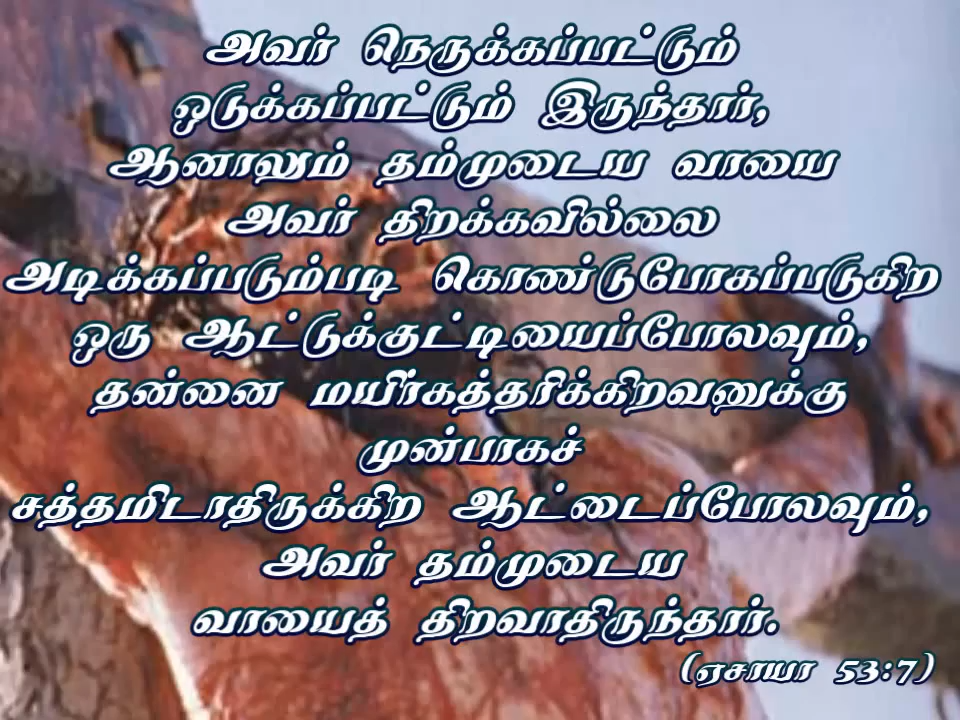 அவர் நெருக்கப்பட்டும்
ஒடுக்கப்பட்டும் இருந்தார்,
ஆனாலும் தம்முடைய வாயை
அவர் திறக்கவில்லை
அடிக்கப்படும்படி கொண்டுபோகப்படுகிற
ஒரு ஆட்டுக்குட்டியைப்போலவும்,
தன்னை மயிர்கத்தரிக்கிறவனுக்கு
முன்பாகச்
சத்தமிடாதிருக்கிற ஆட்டைப்போலவும்,
அவர் தம்முடைய
வாயைத் திறவாதிருந்தார்.
(ஏசாயா 53:7)